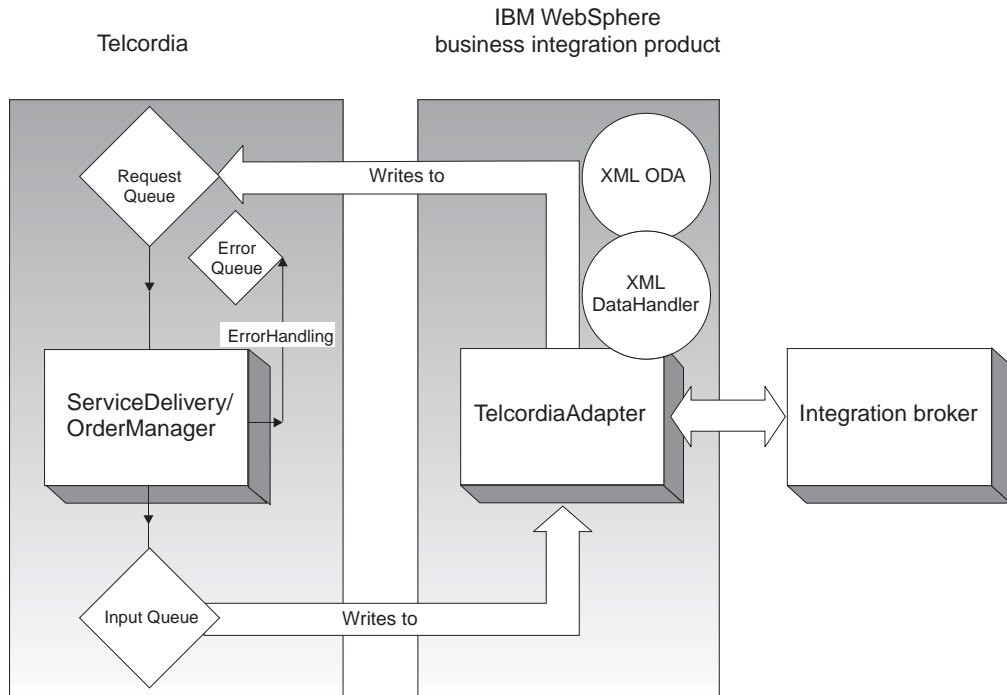 Telcordia
IBM WebSphere
business integration product
Request
Queue
Writes to
XML ODA
Error
Queue
XML
DataHandler
ErrorHandling
ServiceDelivery/
OrderManager
TelcordiaAdapter
Integration broker
Input Queue
Writes to